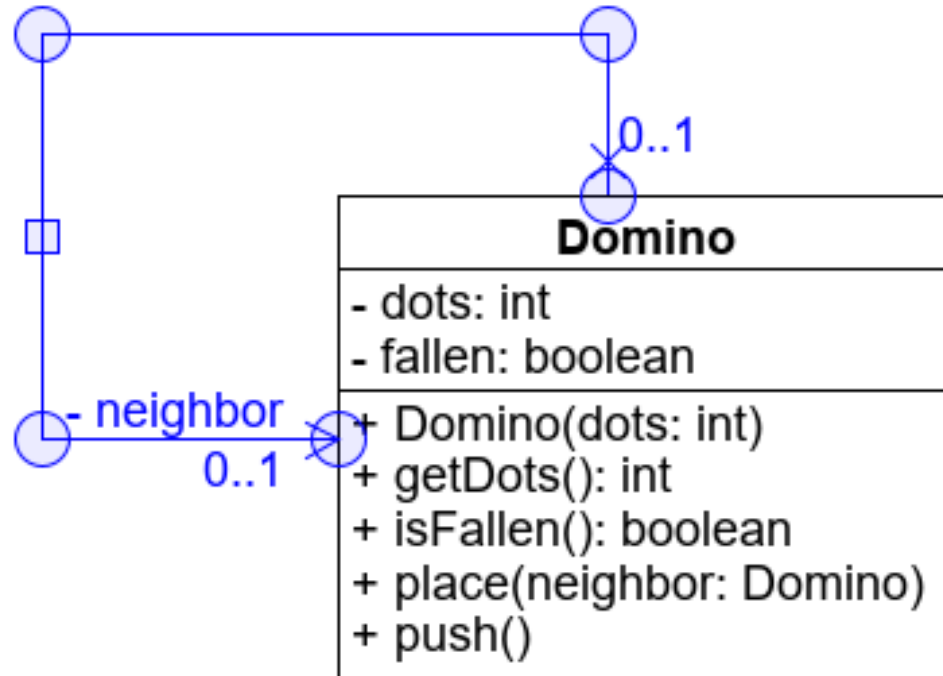 0..1
Domino
- dots: int
- fallen: boolean
- neighbor
0..1
+ Domino(dots: int)
+ getDots(): int
+ isFallen(): boolean
+ place(neighbor: Domino)
+ push()